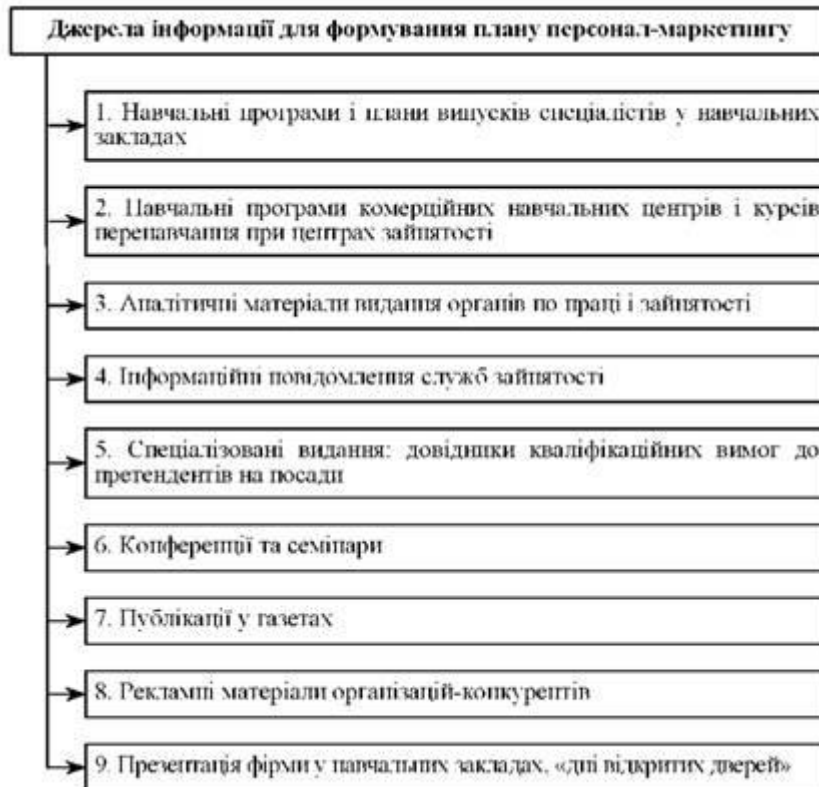 Джерела інформації для формування плану персонал-маркетингу
1. Навчальні програми і плани випусків спеціалістів у навчальних
закладах
2. Навчальні програми комерційних навчальних центрів і курсів
перенавчання при центрах зайнятості
3. Аналітичні матеріали видання органів по праці і зайнятості
4. Інформаційні повідомлення служб зайнятості
5. Спеціалізовані видання: довідники кваліфікаційних вимог до
претендентів на посади
6. Конференції та семінари
7. Публікації у газетах
8. Рекламні матеріали організацій-конкурентів
9. Презентація фірми у навчальних закладах, «дні відкритих дверей»